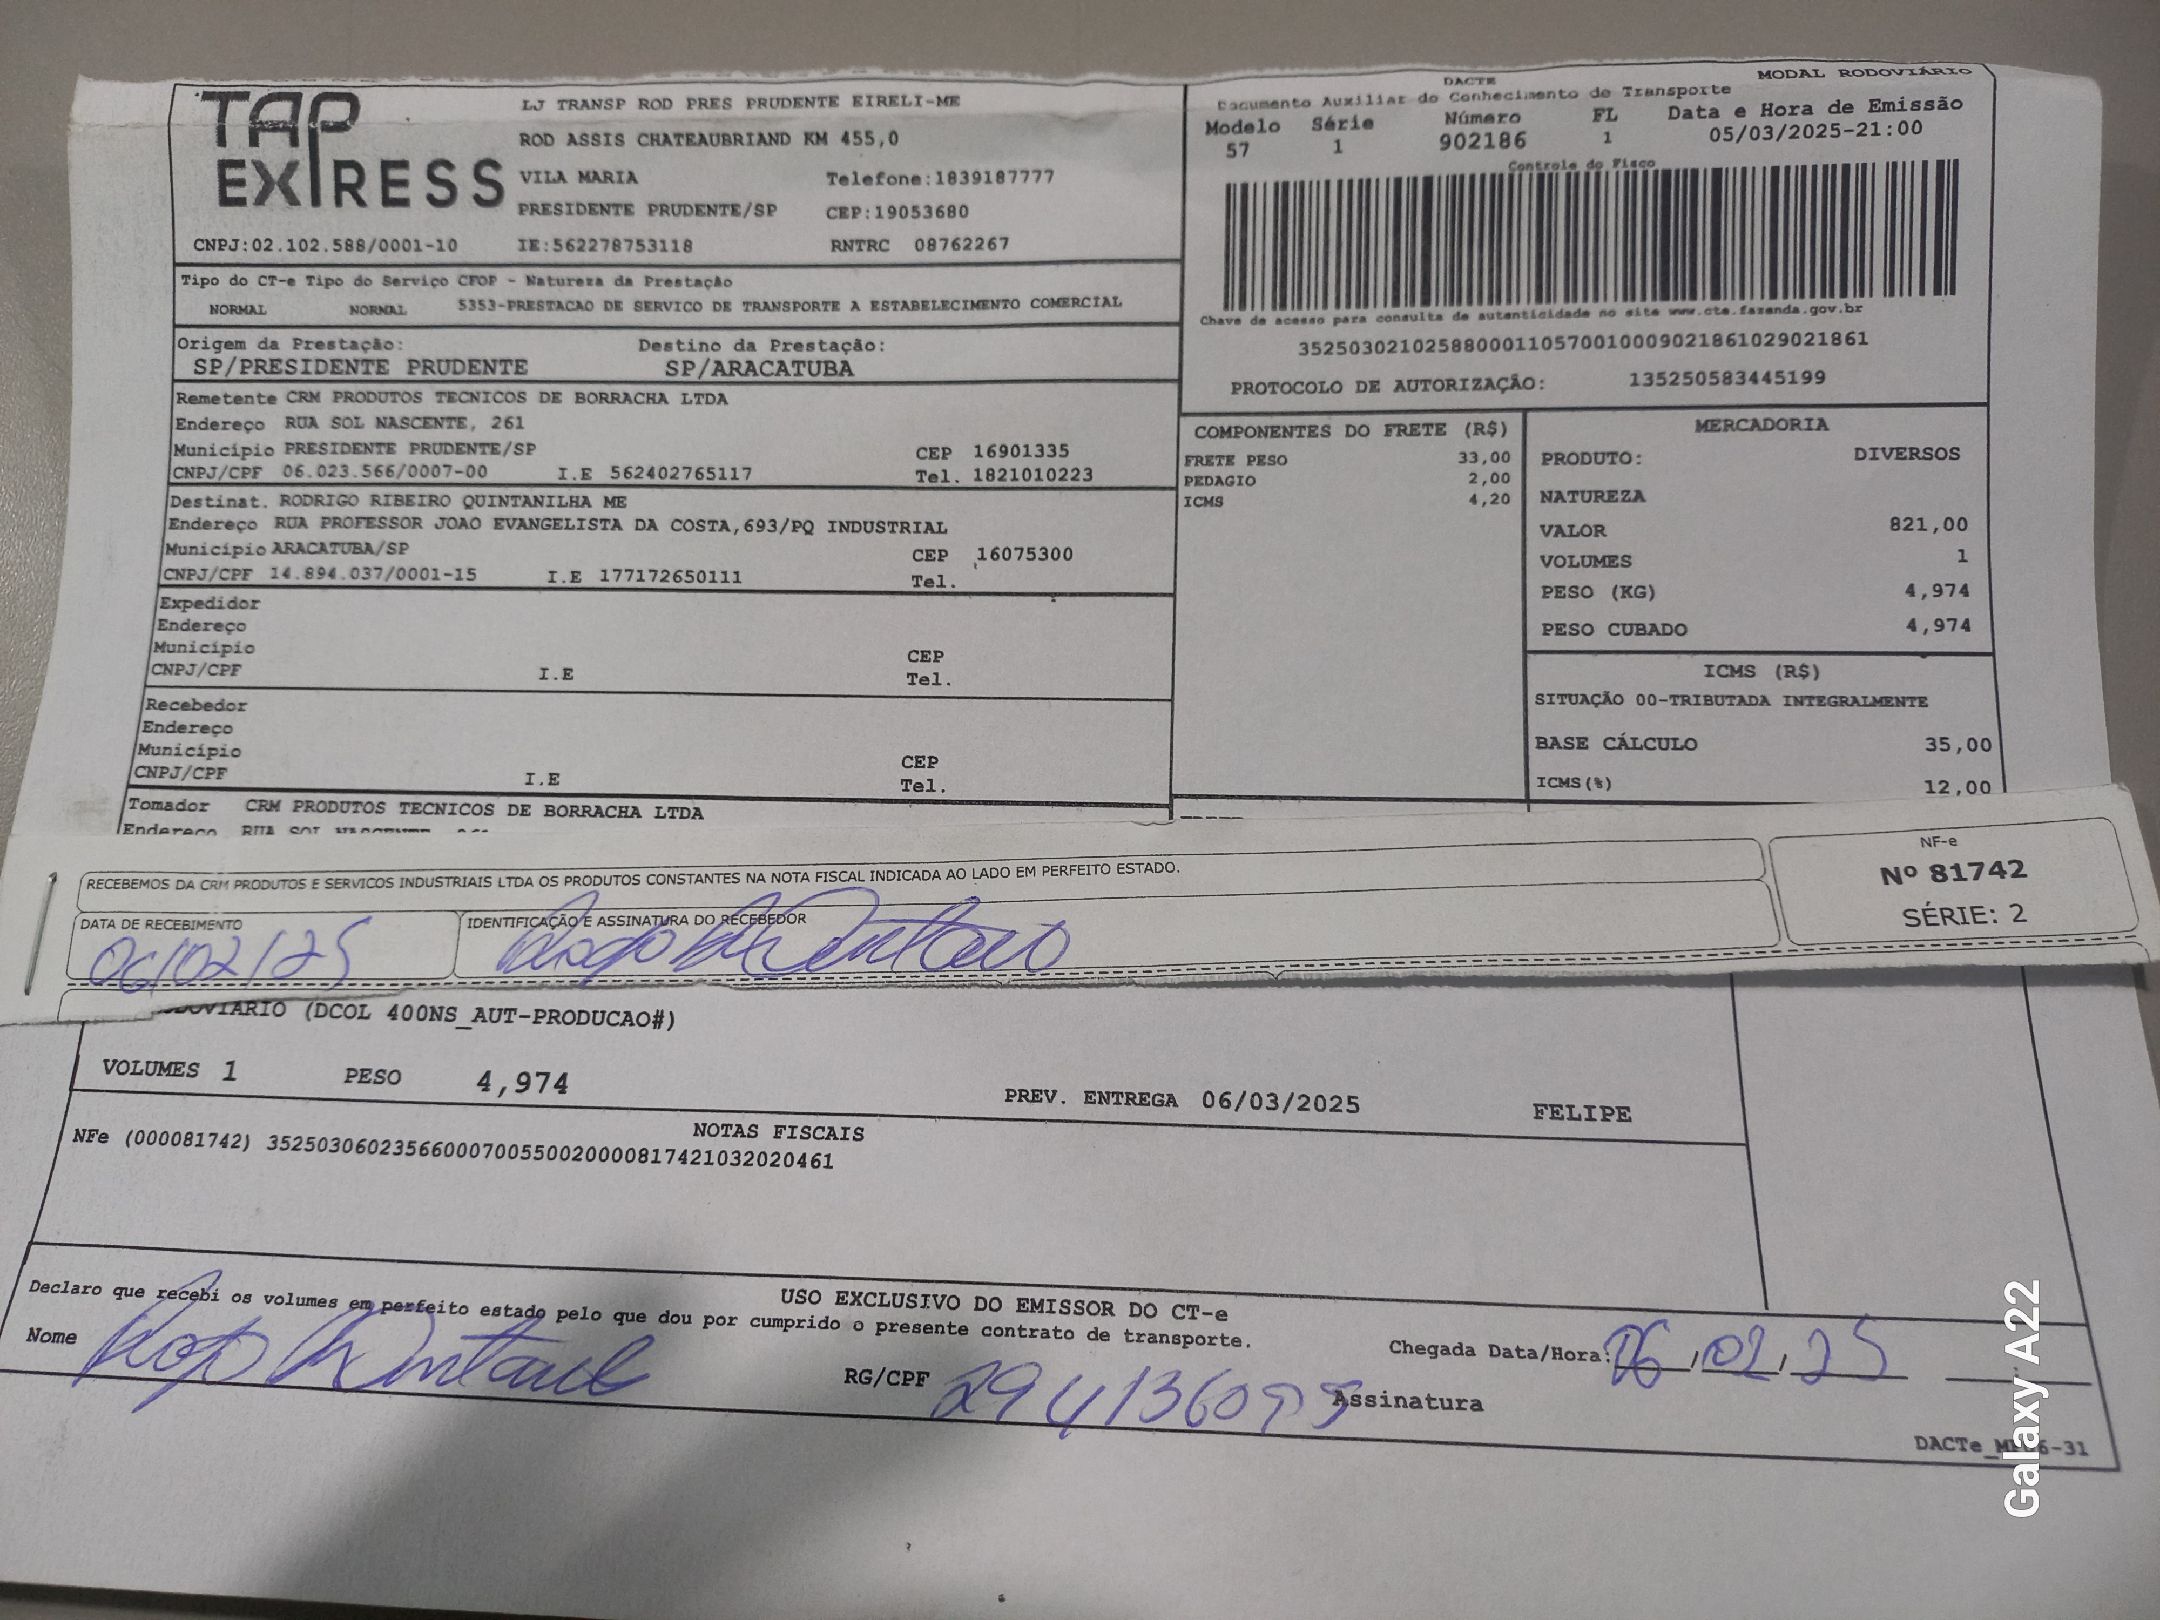 TAP EXPRESS
LJ TRANSP ROD PRES PRUDENTE EIRELI-ME
ROD ASSIS CHATEAUBRIAND KM 455,0
VILA MARIA Telefone:1839187777
PRESIDENTE PRUDENTE/SP CEP:19053680
CNPJ:02.102.588/0001-10 IE:562278753118 RNTRC 08762267
DACTE MODAL RODOVIÁRIO
Documento Auxiliar do Conhecimento de Transporte
Modelo Série Número FL Data e Hora de Emissão
57 1 902186 1 05/03/2025-21:00
Controle do Fisco
Chave de acesso para consulta de autenticidade no site www.cte.fazenda.gov.br
35250302102588000110570010009021861029021861
PROTOCOLO DE AUTORIZAÇÃO: 135250583445199
Tipo do CT-e Tipo do Serviço CFOP - Natureza da Prestação
NORMAL NORMAL 5353-PRESTACAO DE SERVICO DE TRANSPORTE A ESTABELECIMENTO COMERCIAL
Origem da Prestação: Destino da Prestação:
SP/PRESIDENTE PRUDENTE SP/ARACATUBA
Remetente CRM PRODUTOS TECNICOS DE BORRACHA LTDA
Endereço RUA SOL NASCENTE, 261
Município PRESIDENTE PRUDENTE/SP CEP 16901335
CNPJ/CPF 06.023.566/0007-00 I.E 562402765117 Tel. 1821010223
Destinat. RODRIGO RIBEIRO QUINTANILHA ME
Endereço RUA PROFESSOR JOAO EVANGELISTA DA COSTA,693/PQ INDUSTRIAL
Município ARACATUBA/SP CEP 16075300
CNPJ/CPF 14.894.037/0001-15 I.E 177172650111 Tel.
Expedidor
Endereço
Município CEP
CNPJ/CPF I.E Tel.
Recebedor
Endereço
Município CEP
CNPJ/CPF I.E Tel.
Tomador CRM PRODUTOS TECNICOS DE BORRACHA LTDA
Endereço RUA SOL NASCENTE
COMPONENTES DO FRETE (R$)
FRETE PESO 33,00
PEDAGIO 2,00
ICMS 4,20
MERCADORIA
PRODUTO: DIVERSOS
NATUREZA
VALOR 821,00
VOLUMES 1
PESO (KG) 4,974
PESO CUBADO 4,974
ICMS (R$)
SITUAÇÃO 00-TRIBUTADA INTEGRALMENTE
BASE CÁLCULO 35,00
ICMS(%) 12,00
RECEBEMOS DA CRM PRODUTOS E SERVICOS INDUSTRIAIS LTDA OS PRODUTOS CONSTANTES NA NOTA FISCAL INDICADA AO LADO EM PERFEITO ESTADO.
DATA DE RECEBIMENTO IDENTIFICAÇÃO E ASSINATURA DO RECEBEDOR
06/02/25
NF-e
Nº 81742
SÉRIE: 2
(DCOL 400NS_AUT-PRODUCAO#)
VOLUMES 1 PESO 4,974 PREV. ENTREGA 06/03/2025 FELIPE
NOTAS FISCAIS
NFe (000081742) 35250306023566000700550020000817421032020461
USO EXCLUSIVO DO EMISSOR DO CT-e
Declaro que recebi os volumes em perfeito estado pelo que dou por cumprido o presente contrato de transporte.
Nome RG/CPF Chegada Data/Hora: 06/02/25
Assinatura
Galaxy A22